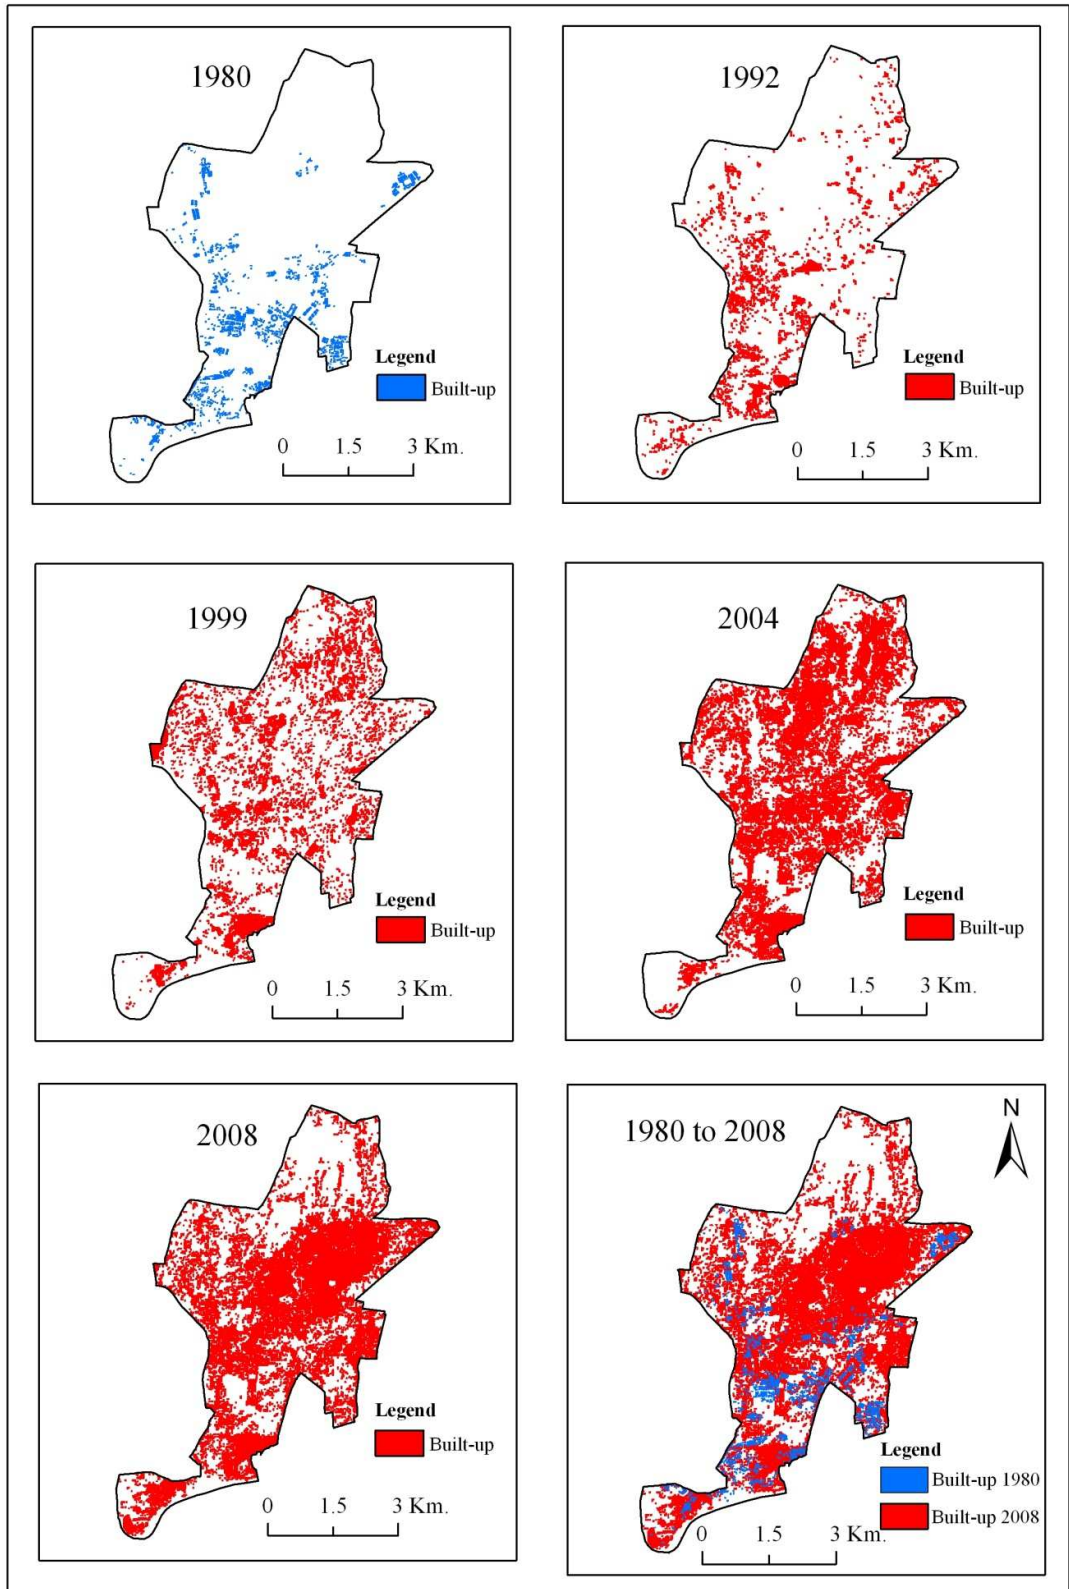 1980
Legend
Built-up
0 1.5 3 Km.
1992
Legend
Built-up
0 1.5 3 Km.
1999
Legend
Built-up
0 1.5 3 Km.
2004
Legend
Built-up
0 1.5 3 Km.
2008
Legend
Built-up
0 1.5 3 Km.
N
1980 to 2008
Legend
Built-up 1980
Built-up 2008
0 1.5 3 Km.